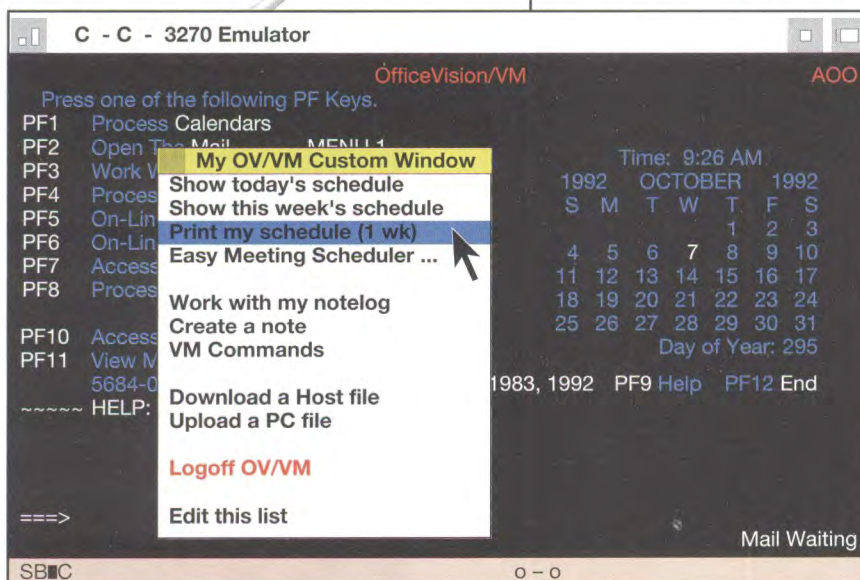 C - C - 3270 Emulator
OfficeVision/VM AOO
Press one of the following PF Keys.
PF1 Process Calendars
PF2 Open The Mail MENU 1
PF3 Work
PF4 Proces
PF5 On-Lin
PF6 On-Lin
PF7 Access
PF8 Proces
PF10 Access
PF11 View M
5684-0
~~~~~ HELP:
===>
My OV/VM Custom Window
Show today's schedule
Show this week's schedule
Print my schedule (1 wk)
Easy Meeting Scheduler ...
Work with my notelog
Create a note
VM Commands
Download a Host file
Upload a PC file
Logoff OV/VM
Edit this list
Time: 9:26 AM
1992 OCTOBER 1992
S M T W T F S
1 2 3
4 5 6 7 8 9 10
11 12 13 14 15 16 17
18 19 20 21 22 23 24
25 26 27 28 29 30 31
Day of Year: 295
1983, 1992 PF9 Help PF12 End
Mail Waiting
SB∎C o – o